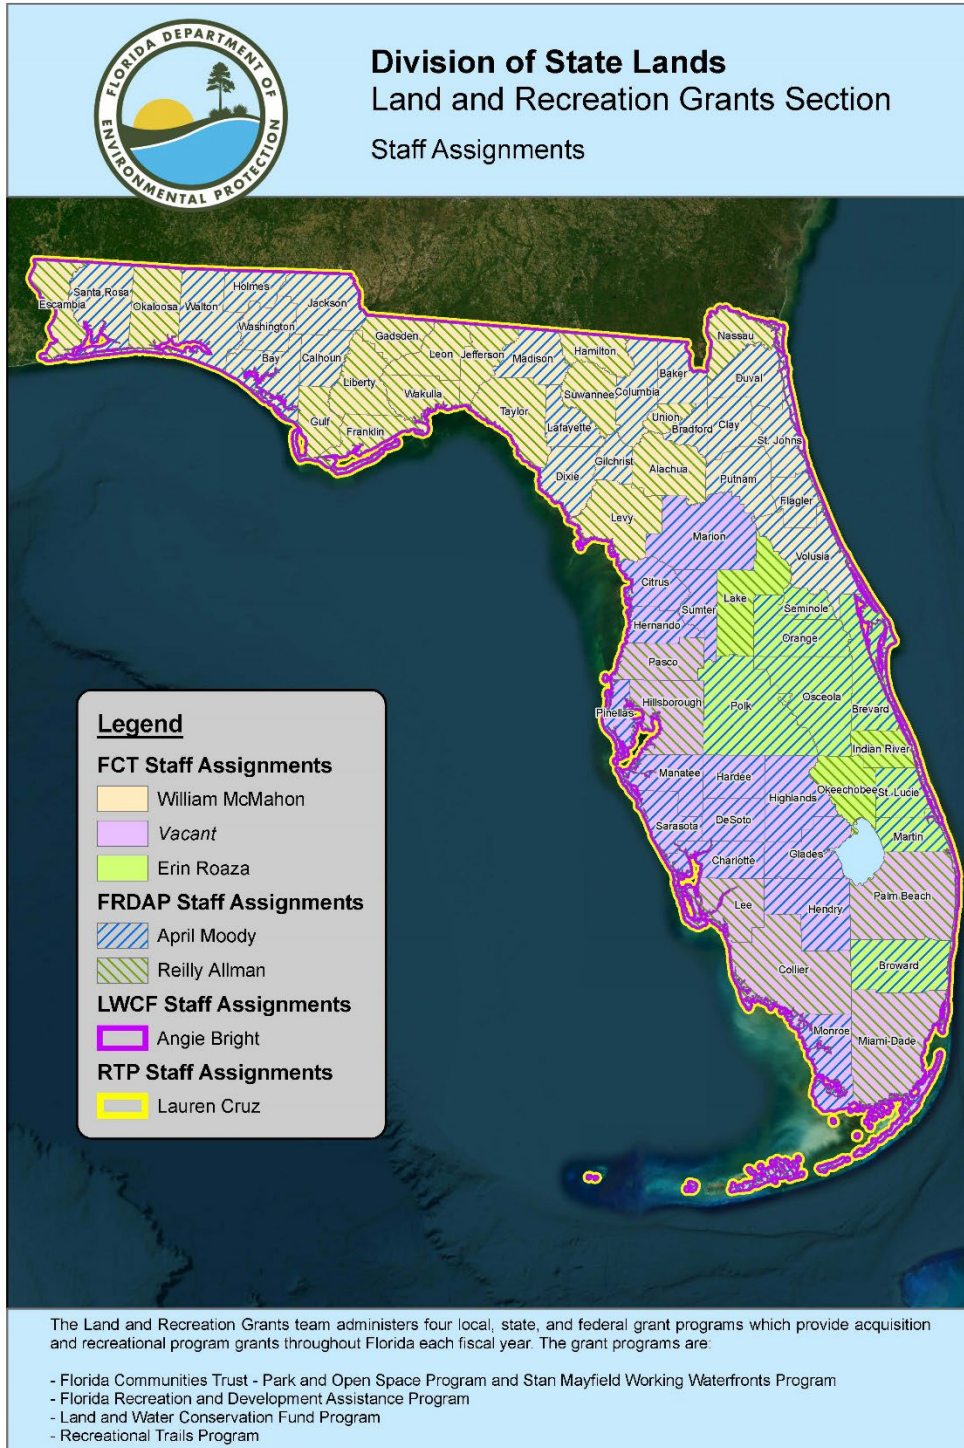 FLORIDA DEPARTMENT OF
ENVIRONMENTAL PROTECTION
Division of State Lands
Land and Recreation Grants Section
Staff Assignments
Escambia
Santa Rosa
Okaloosa
Walton
Holmes
Washington
Bay
Jackson
Calhoun
Gulf
Gadsden
Liberty
Franklin
Leon
Wakulla
Jefferson
Madison
Taylor
Hamilton
Suwannee
Lafayette
Dixie
Columbia
Gilchrist
Levy
Baker
Union
Bradford
Alachua
Nassau
Duval
Clay
St. Johns
Putnam
Flagler
Marion
Volusia
Citrus
Sumter
Lake
Hernando
Seminole
Orange
Pasco
Hillsborough
Pinellas
Polk
Osceola
Brevard
Indian River
Manatee
Hardee
Highlands
Okeechobee
St. Lucie
Sarasota
DeSoto
Martin
Charlotte
Glades
Lee
Hendry
Palm Beach
Collier
Broward
Monroe
Miami-Dade
Legend
FCT Staff Assignments
William McMahon
Vacant
Erin Roaza
FRDAP Staff Assignments
April Moody
Reilly Allman
LWCF Staff Assignments
Angie Bright
RTP Staff Assignments
Lauren Cruz
The Land and Recreation Grants team administers four local, state, and federal grant programs which provide acquisition
and recreational program grants throughout Florida each fiscal year. The grant programs are:
- Florida Communities Trust - Park and Open Space Program and Stan Mayfield Working Waterfronts Program
- Florida Recreation and Development Assistance Program
- Land and Water Conservation Fund Program
- Recreational Trails Program